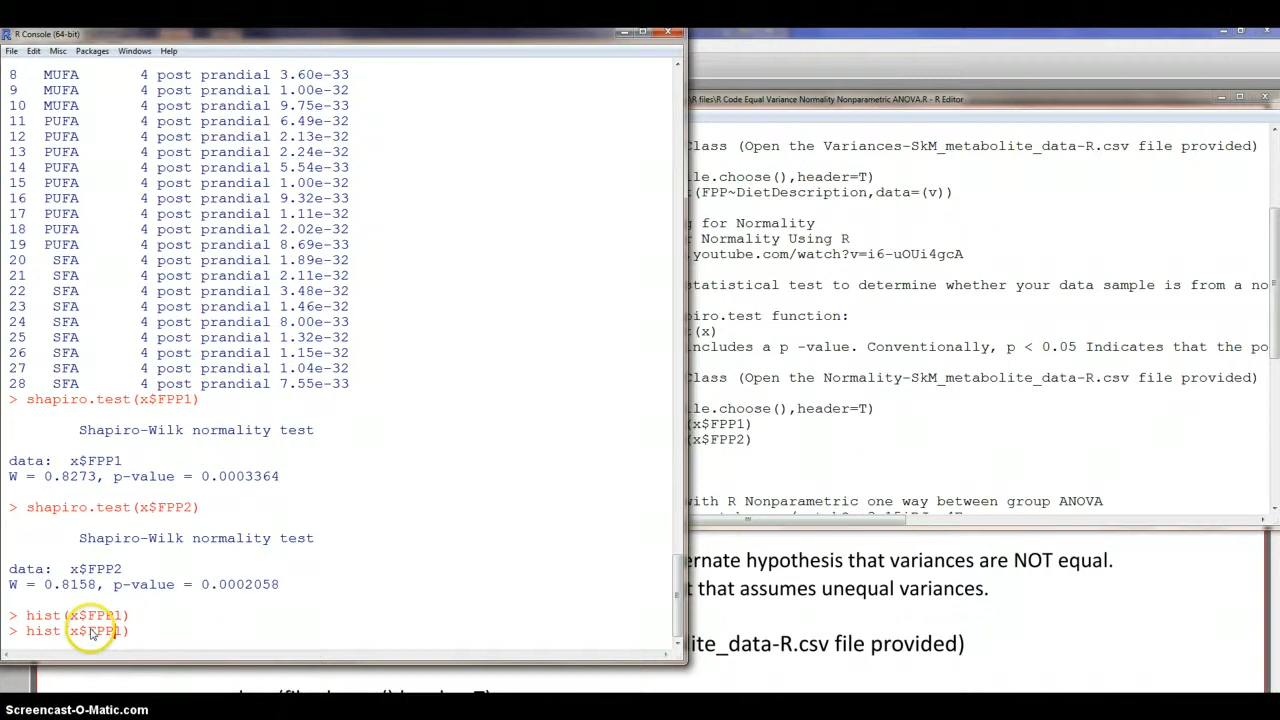 R Console (64-bit)
File Edit Misc Packages Windows Help
8 MUFA 4 post prandial 3.60e-33
9 MUFA 4 post prandial 1.00e-32
10 MUFA 4 post prandial 9.75e-33
11 PUFA 4 post prandial 6.49e-32
12 PUFA 4 post prandial 2.13e-32
13 PUFA 4 post prandial 2.24e-32
14 PUFA 4 post prandial 5.54e-33
15 PUFA 4 post prandial 1.00e-32
16 PUFA 4 post prandial 9.32e-33
17 PUFA 4 post prandial 1.11e-32
18 PUFA 4 post prandial 2.02e-32
19 PUFA 4 post prandial 8.69e-33
20 SFA 4 post prandial 1.89e-32
21 SFA 4 post prandial 2.11e-32
22 SFA 4 post prandial 3.48e-32
23 SFA 4 post prandial 1.46e-32
24 SFA 4 post prandial 8.00e-33
25 SFA 4 post prandial 1.32e-32
26 SFA 4 post prandial 1.15e-32
27 SFA 4 post prandial 1.04e-32
28 SFA 4 post prandial 7.55e-33
> shapiro.test(x$FPP1)
Shapiro-Wilk normality test
data: x$FPP1
W = 0.8273, p-value = 0.0003364
> shapiro.test(x$FPP2)
Shapiro-Wilk normality test
data: x$FPP2
W = 0.8158, p-value = 0.0002058
> hist(x$FPP1)
> hist(x$FPP1)
R files\R Code Equal Variance Normality Nonparametric ANOVA.R - R Editor
Class (Open the Variances-SkM_metabolite_data-R.csv file provided)
le.choose(),header=T)
t(FPP~DietDescription,data=(v))
g for Normality
r Normality Using R
.youtube.com/watch?v=i6-uOUi4gcA
statistical test to determine whether your data sample is from a no
piro.test function:
t(x)
includes a p -value. Conventionally, p < 0.05 Indicates that the po
Class (Open the Normality-SkM_metabolite_data-R.csv file provided)
le.choose(),header=T)
(x$FPP1)
(x$FPP2)
with R Nonparametric one way between group ANOVA
ernate hypothesis that variances are NOT equal.
t that assumes unequal variances.
lite_data-R.csv file provided)
Screencast-O-Matic.com